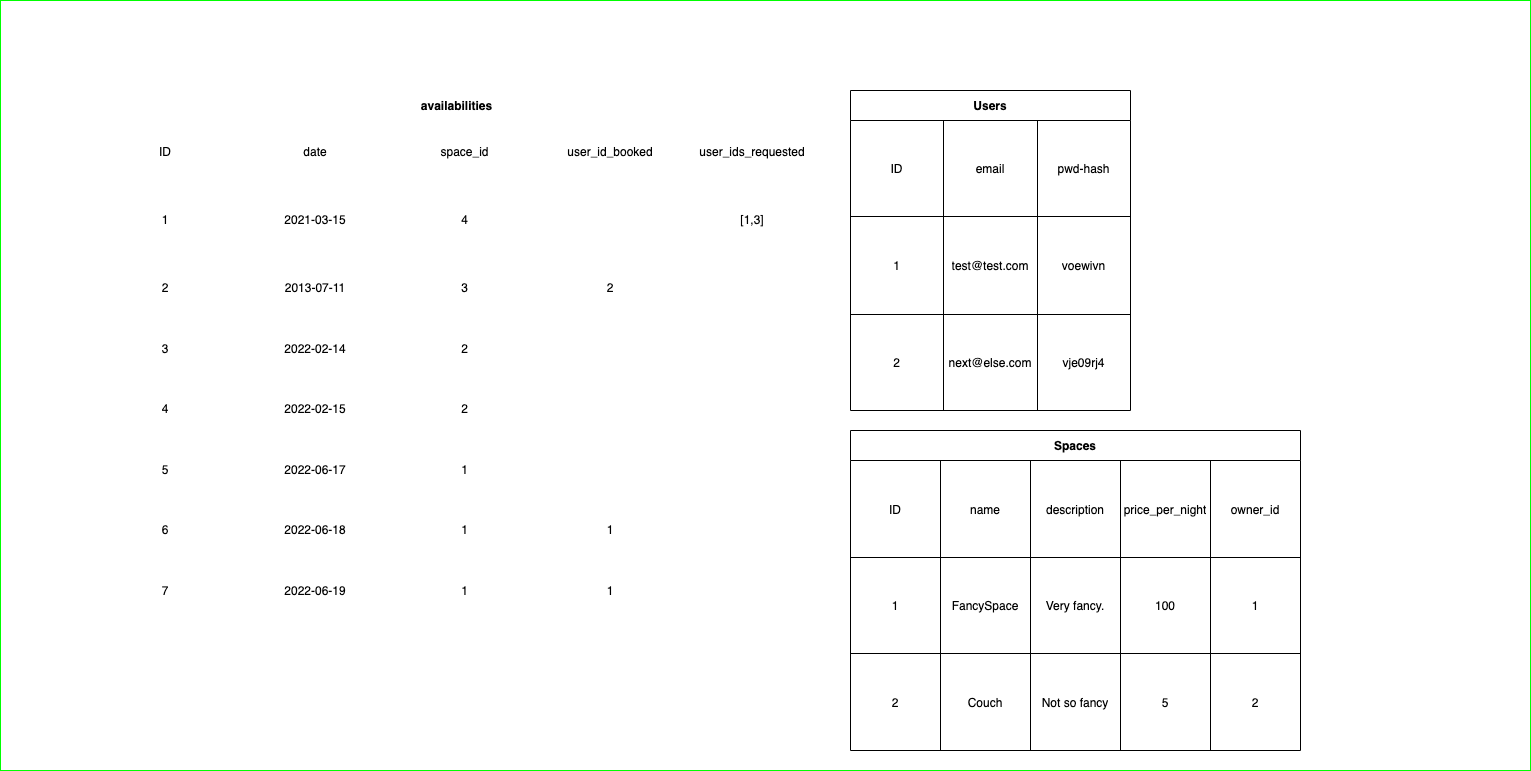 availabilities
ID date space_id user_id_booked user_ids_requested
1 2021-03-15 4 [1,3]
2 2013-07-11 3 2
3 2022-02-14 2
4 2022-02-15 2
5 2022-06-17 1
6 2022-06-18 1 1
7 2022-06-19 1 1
Users
ID email pwd-hash
1 test@test.com voewivn
2 next@else.com vje09rj4
Spaces
ID name description price_per_night owner_id
1 FancySpace Very fancy. 100 1
2 Couch Not so fancy 5 2